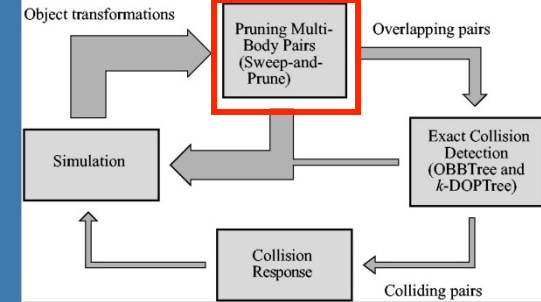 Object transformations
Pruning Multi-
Body Pairs
(Sweep-and-
Prune)
Overlapping pairs
Simulation
Exact Collision
Detection
(OBBTree and
k-DOPTree)
Collision
Response
Colliding pairs